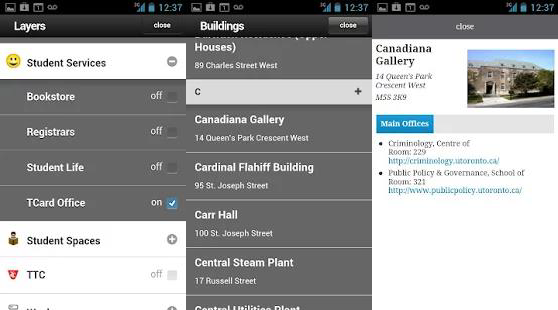 12:37
Layers
close
Student Services
Bookstore off
Registrars off
Student Life off
TCard Office on
Student Spaces
TTC off
12:37
Buildings
close
Houses)
89 Charles Street West
C
Canadiana Gallery
14 Queen's Park Crescent West
Cardinal Flahiff Building
95 St. Joseph Street
Carr Hall
100 St. Joseph Street
Central Steam Plant
17 Russell Street
Central Utilities Plant
12:37
close
Canadiana
Gallery
14 Queen's Park
Crescent West
M5S 3K9
Main Offices
Criminology, Centre of
Room: 229
http://criminology.utoronto.ca/
Public Policy & Governance, School of
Room: 321
http://www.publicpolicy.utoronto.ca/